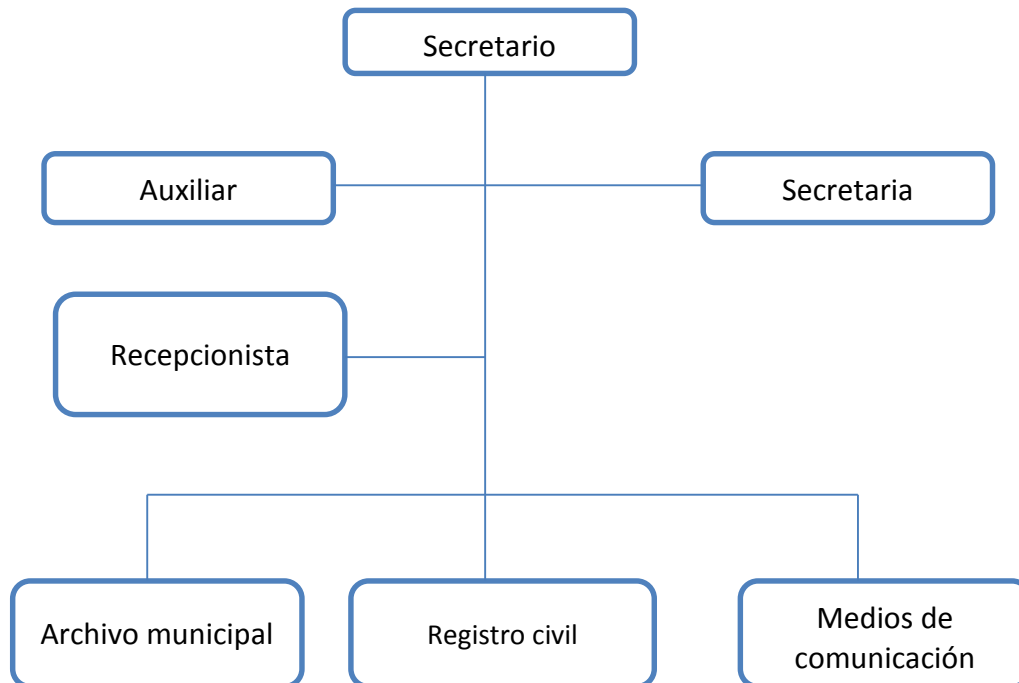 Secretario
Auxiliar
Secretaria
Recepcionista
Archivo municipal
Registro civil
Medios de
comunicación